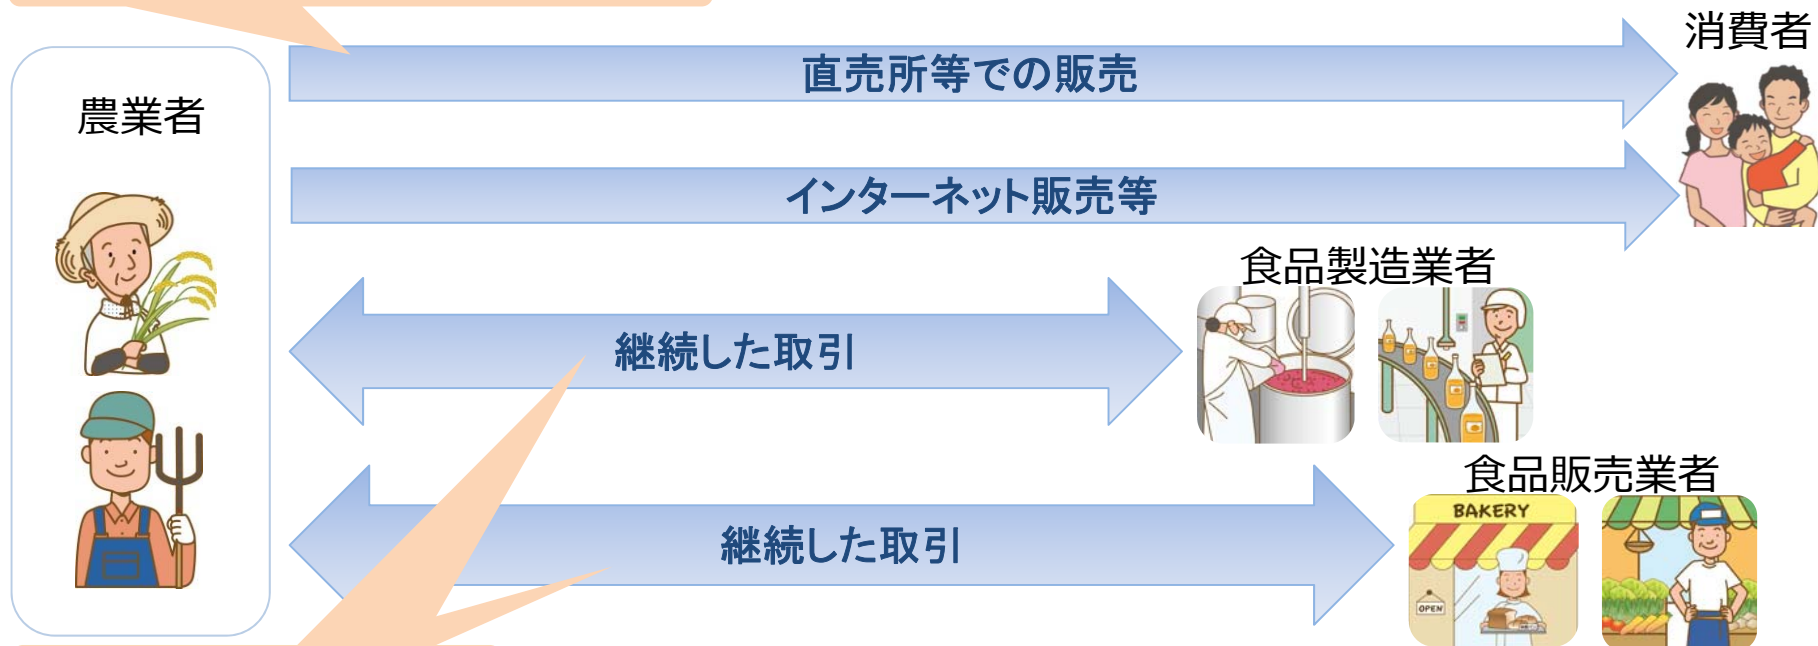 消費者
直売所等での販売
農業者
インターネット販売等
食品製造業者
継続した取引
食品販売業者
BAKERY
継続した取引
OPEN